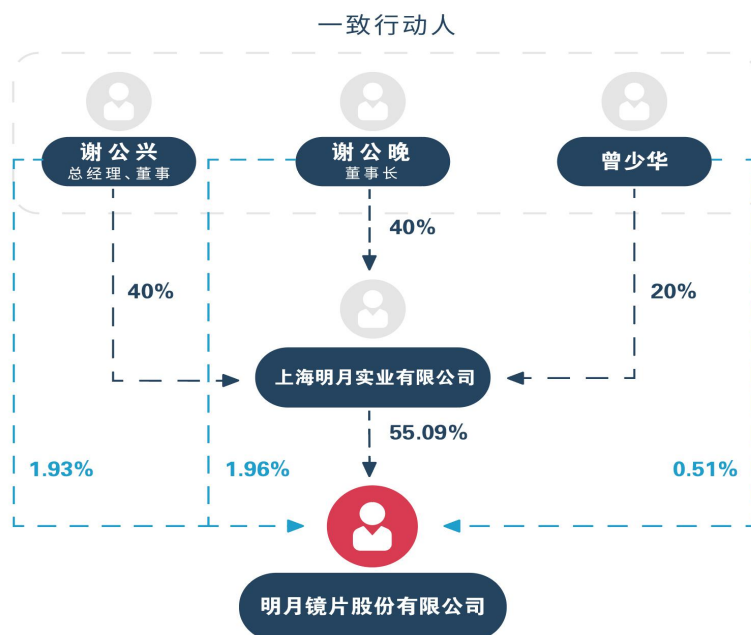 一致行动人
谢公兴
总经理、董事
谢公晚
董事长
曾少华
40%
40%
20%
上海明月实业有限公司
55.09%
1.93%
1.96%
0.51%
明月镜片股份有限公司